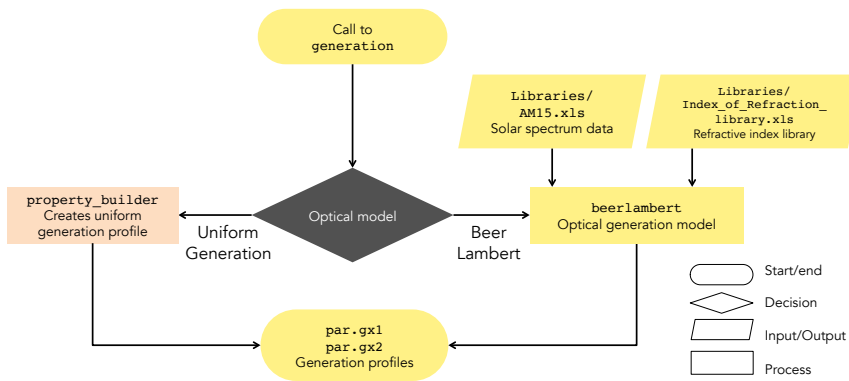 Call to
generation
Libraries/
AM15.xls
Solar spectrum data
Libraries/
Index_of_Refraction_
library.xls
Refractive index library
property_builder
Creates uniform
generation profile
Optical model
beerlambert
Optical generation model
Uniform
Generation
Beer
Lambert
par.gx1
par.gx2
Generation profiles
Start/end
Decision
Input/Output
Process